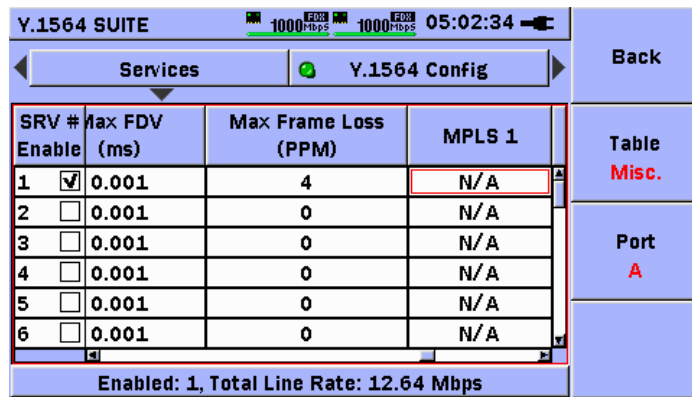 Y.1564 SUITE 1000 FDX Mbps 1000 FDX Mbps 05:02:34
Services Y.1564 Config
SRV # Max FDV Max Frame Loss MPLS 1
Enable (ms) (PPM)
1 0.001 4 N/A
2 0.001 0 N/A
3 0.001 0 N/A
4 0.001 0 N/A
5 0.001 0 N/A
6 0.001 0 N/A
Enabled: 1, Total Line Rate: 12.64 Mbps
Back
Table
Misc.
Port
A